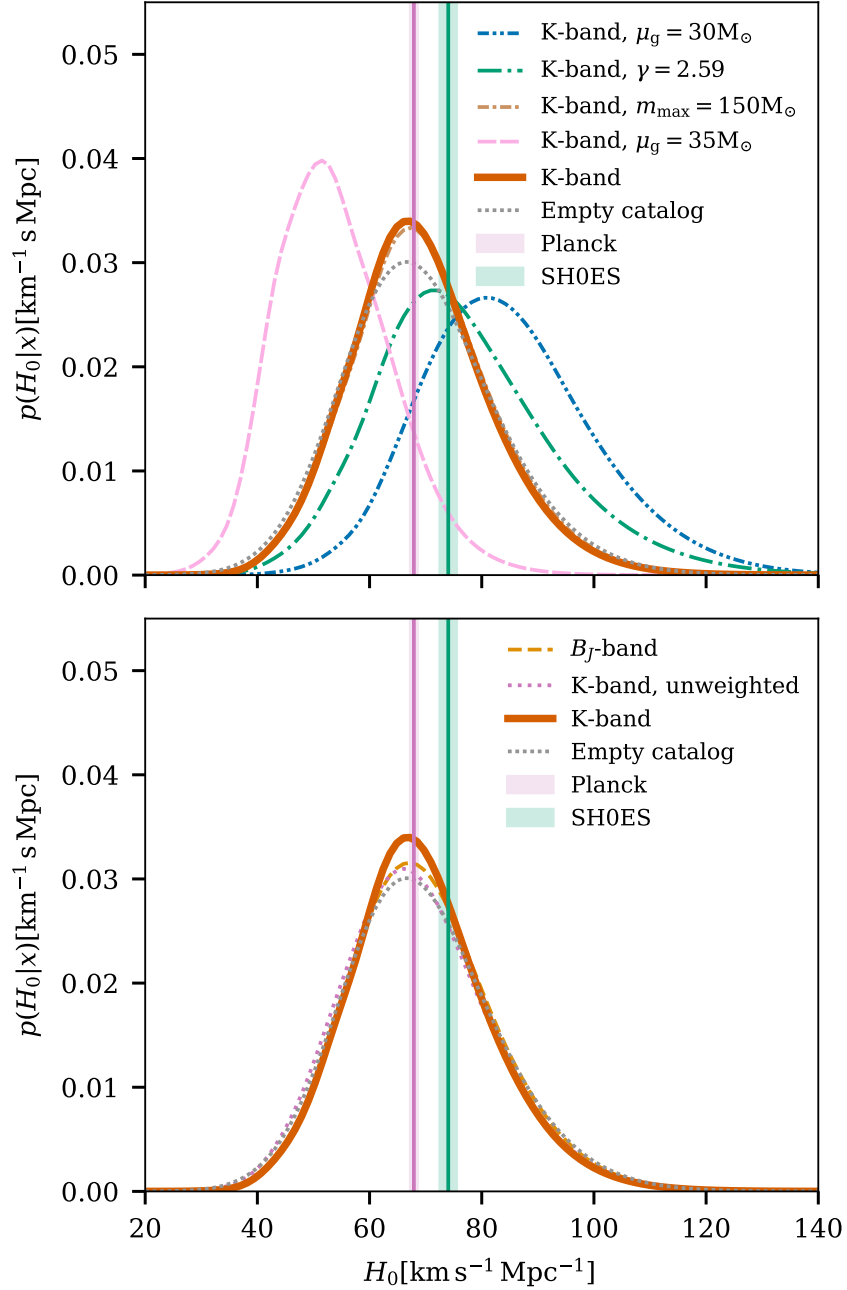 0.05
0.04
0.03
0.02
0.01
0.00
p(H₀|x)[km⁻¹ s Mpc]
K-band, μg = 30M⊙
K-band, γ = 2.59
K-band, mmax = 150M⊙
K-band, μg = 35M⊙
K-band
Empty catalog
Planck
SH0ES
0.05
0.04
0.03
0.02
0.01
0.00
p(H₀|x)[km⁻¹ s Mpc]
B_J-band
K-band, unweighted
K-band
Empty catalog
Planck
SH0ES
20 40 60 80 100 120 140
H₀[km s⁻¹ Mpc⁻¹]